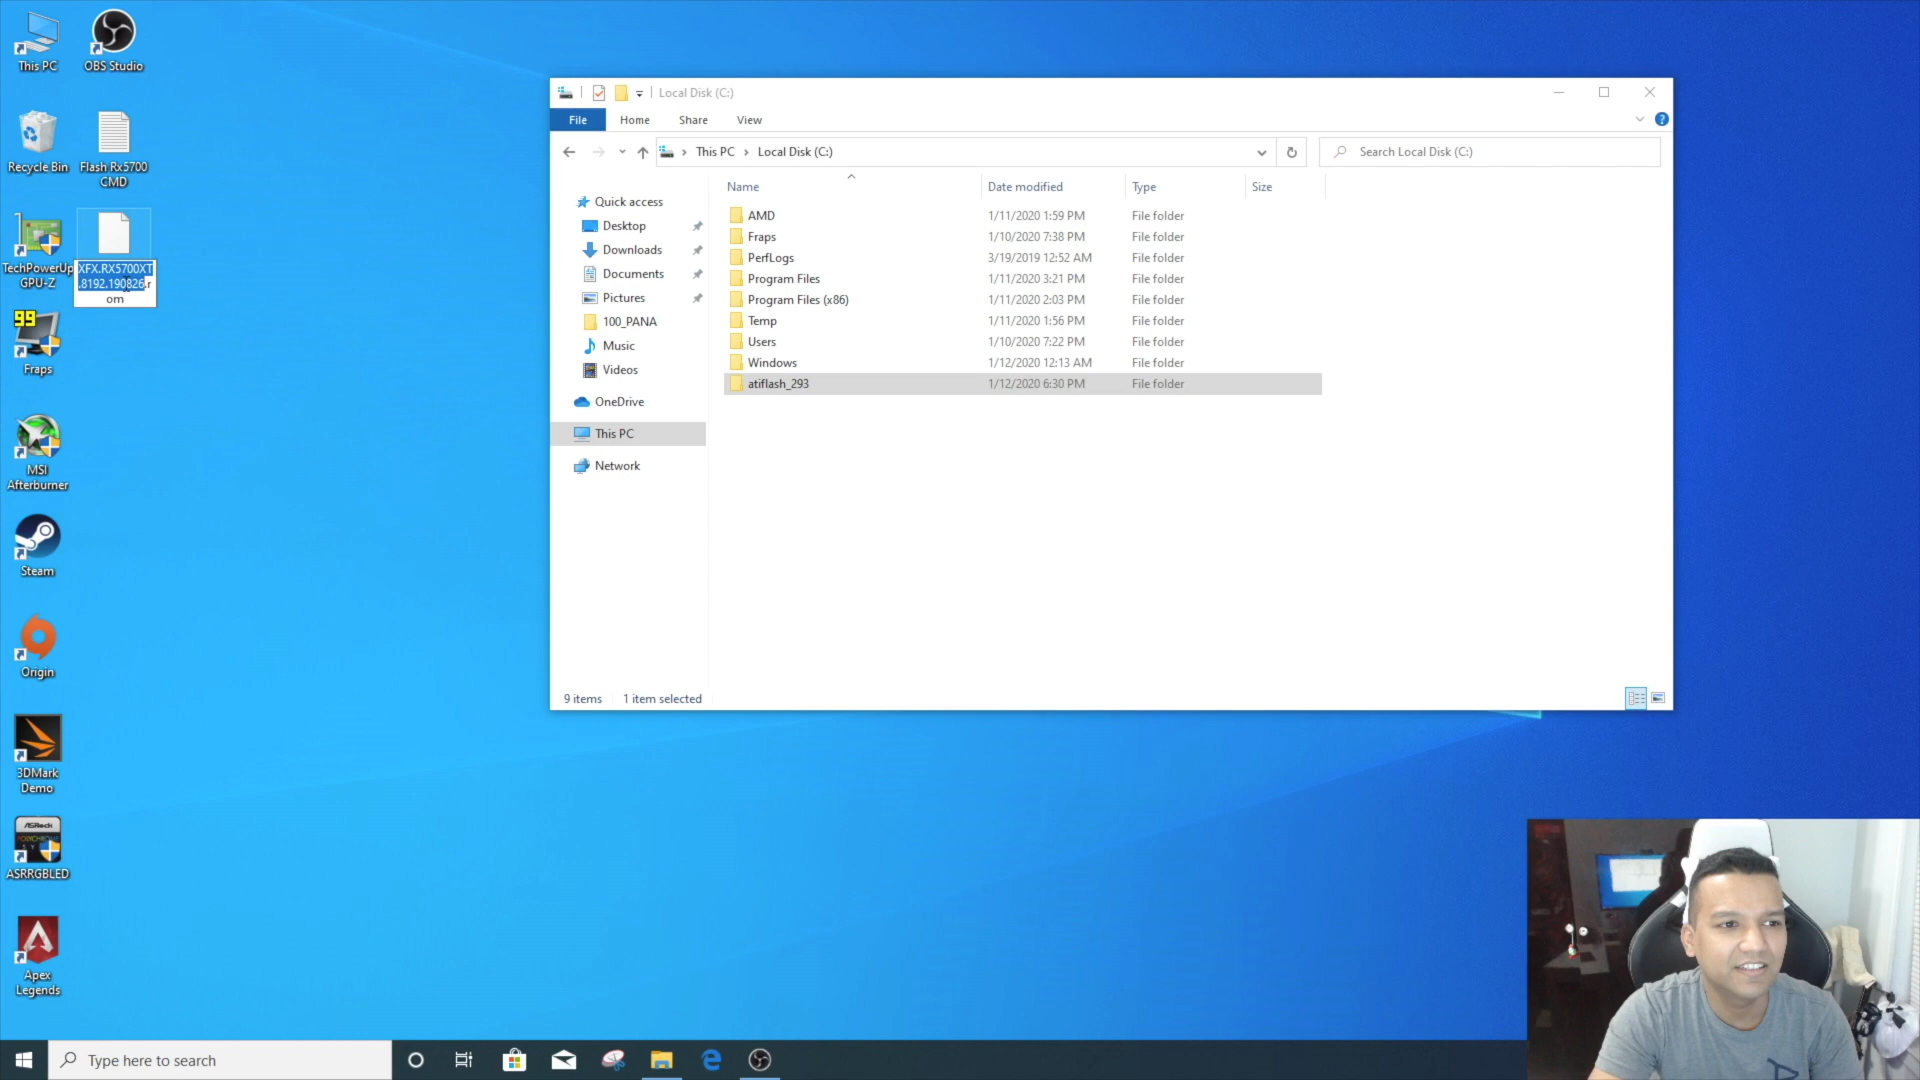 This PC
OBS Studio
Recycle Bin
Flash Rx5700
CMD
TechPowerUp
GPU-Z
XFX.RX5700XT
.8192.190826.r
om
99
Fraps
MSI
Afterburner
Steam
Origin
3DMark
Demo
ASRock
ASRRGBLED
Apex
Legends
Local Disk (C:)
File Home Share View
This PC > Local Disk (C:)
Search Local Disk (C:)
Name Date modified Type Size
Quick access
Desktop
Downloads
Documents
Pictures
100_PANA
Music
Videos
OneDrive
This PC
Network
AMD 1/11/2020 1:59 PM File folder
Fraps 1/10/2020 7:38 PM File folder
PerfLogs 3/19/2019 12:52 AM File folder
Program Files 1/11/2020 3:21 PM File folder
Program Files (x86) 1/11/2020 2:03 PM File folder
Temp 1/11/2020 1:56 PM File folder
Users 1/10/2020 7:22 PM File folder
Windows 1/12/2020 12:13 AM File folder
atiflash_293 1/12/2020 6:30 PM File folder
9 items 1 item selected
Type here to search